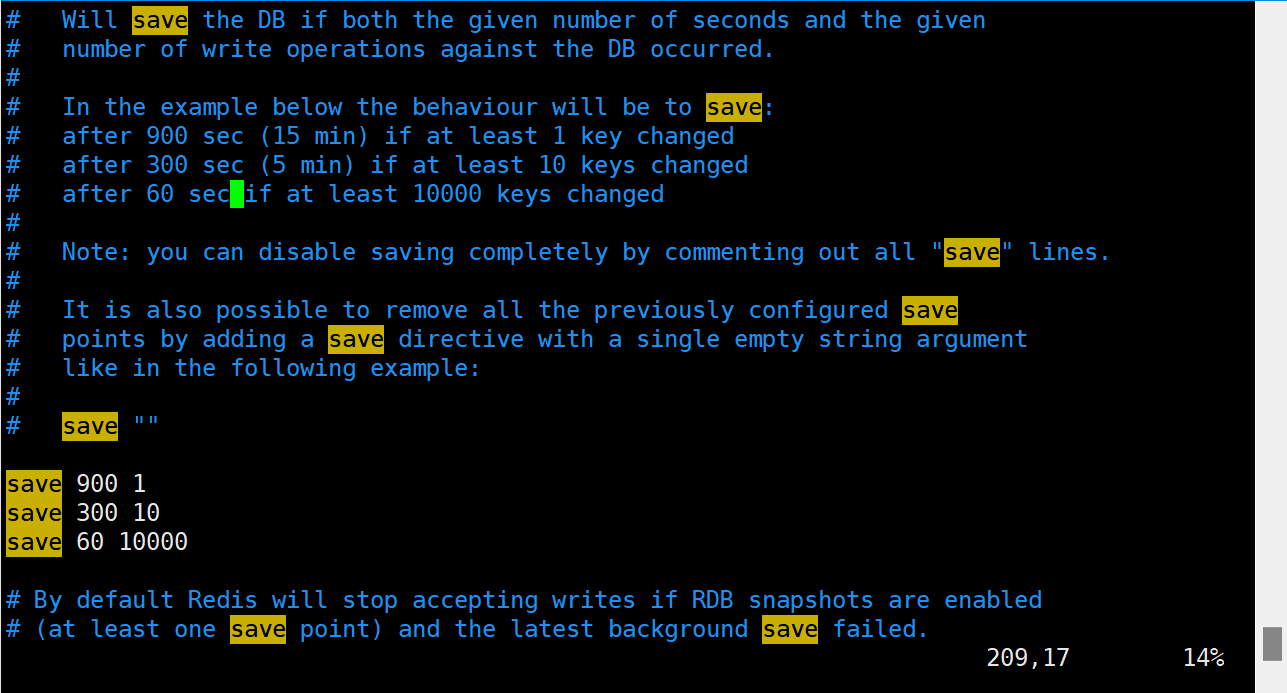 #   Will save the DB if both the given number of seconds and the given
#   number of write operations against the DB occurred.
#
#   In the example below the behaviour will be to save:
#   after 900 sec (15 min) if at least 1 key changed
#   after 300 sec (5 min) if at least 10 keys changed
#   after 60 sec if at least 10000 keys changed
#
#   Note: you can disable saving completely by commenting out all "save" lines.
#
#   It is also possible to remove all the previously configured save
#   points by adding a save directive with a single empty string argument
#   like in the following example:
#
#   save ""
save 900 1
save 300 10
save 60 10000
# By default Redis will stop accepting writes if RDB snapshots are enabled
# (at least one save point) and the latest background save failed.
209,17        14%